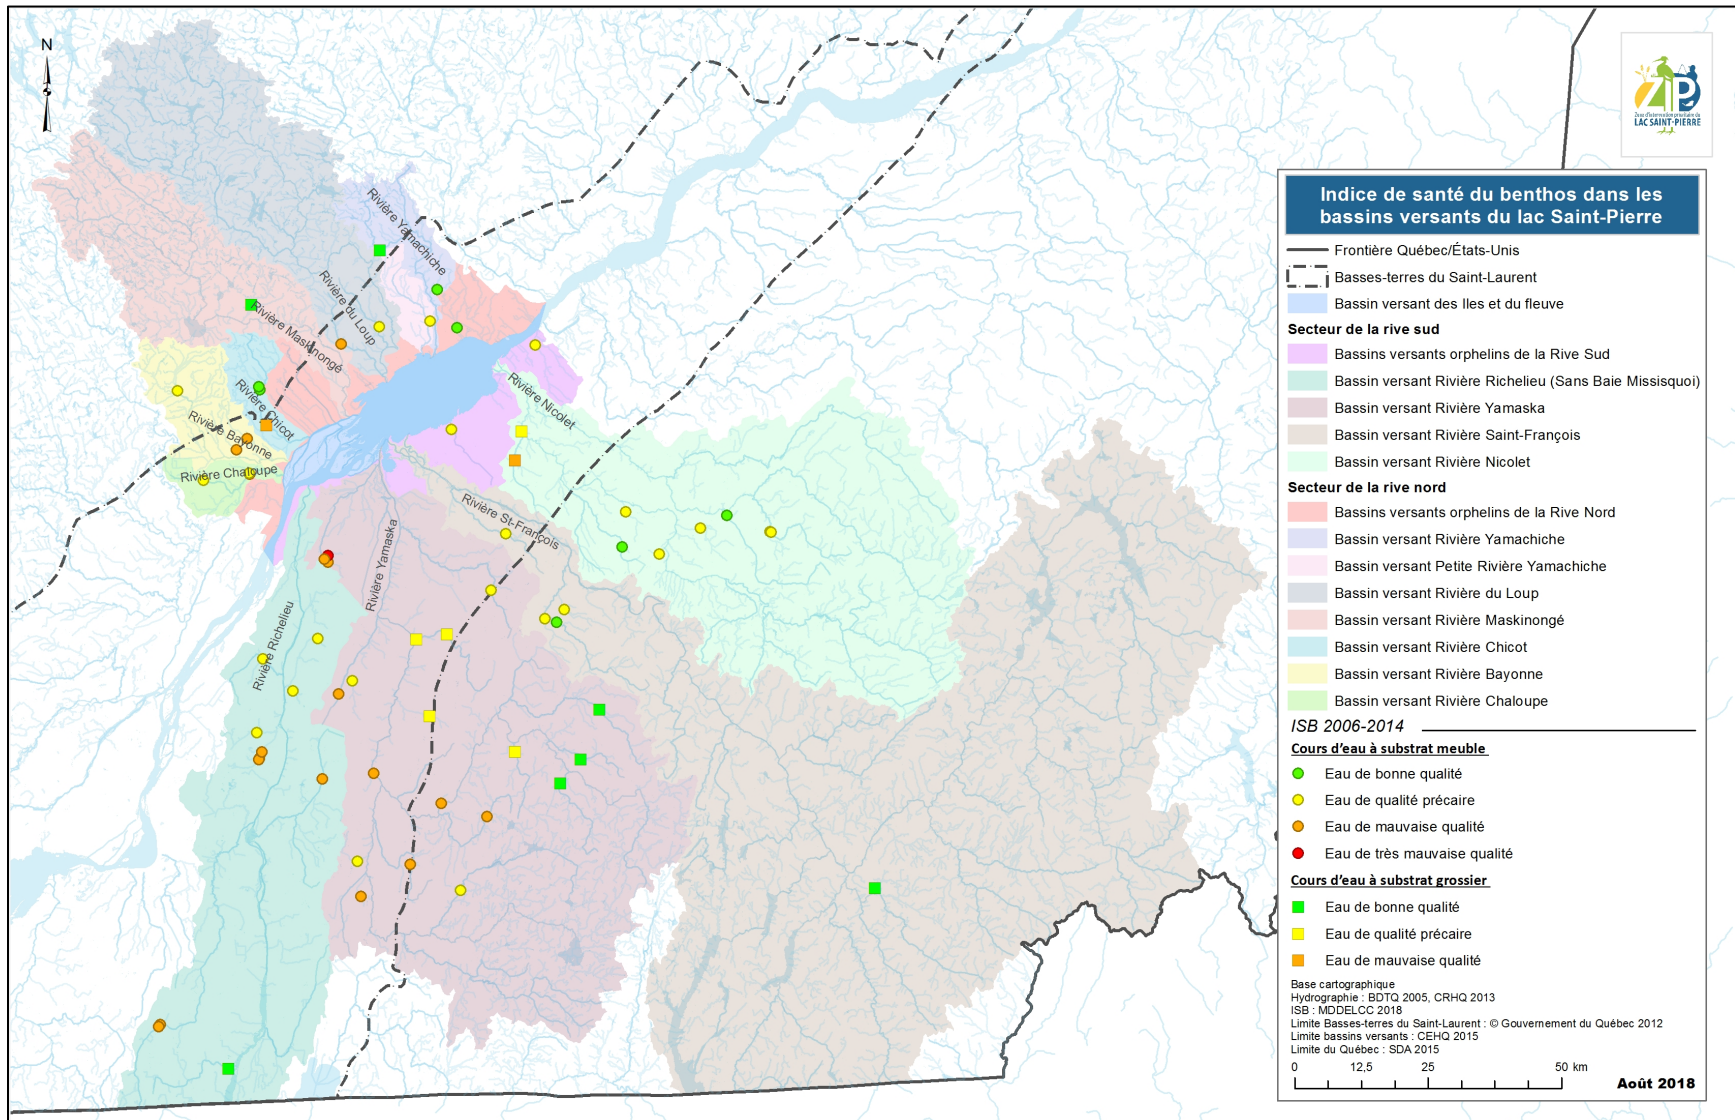 N
ZIP
Zone d'intervention prioritaire du
LAC SAINT-PIERRE
Indice de santé du benthos dans les
bassins versants du lac Saint-Pierre
Frontière Québec/États-Unis
Basses-terres du Saint-Laurent
Bassin versant des Iles et du fleuve
Secteur de la rive sud
Bassins versants orphelins de la Rive Sud
Bassin versant Rivière Richelieu (Sans Baie Missisquoi)
Bassin versant Rivière Yamaska
Bassin versant Rivière Saint-François
Bassin versant Rivière Nicolet
Secteur de la rive nord
Bassins versants orphelins de la Rive Nord
Bassin versant Rivière Yamachiche
Bassin versant Petite Rivière Yamachiche
Bassin versant Rivière du Loup
Bassin versant Rivière Maskinongé
Bassin versant Rivière Chicot
Bassin versant Rivière Bayonne
Bassin versant Rivière Chaloupe
ISB 2006-2014
Cours d'eau à substrat meuble
Eau de bonne qualité
Eau de qualité précaire
Eau de mauvaise qualité
Eau de très mauvaise qualité
Cours d'eau à substrat grossier
Eau de bonne qualité
Eau de qualité précaire
Eau de mauvaise qualité
Base cartographique
Hydrographie : BDTQ 2005, CRHQ 2013
ISB : MDDELCC 2018
Limite Basses-terres du Saint-Laurent : © Gouvernement du Québec 2012
Limite bassins versants : CEHQ 2015
Limite du Québec : SDA 2015
0 12,5 25 50 km
Août 2018
Rivière Yamachiche
Rivière du Loup
Rivière Maskinongé
Rivière Chicot
Rivière Bayonne
Rivière Chaloupe
Rivière Nicolet
Rivière St-François
Rivière Yamaska
Rivière Richelieu